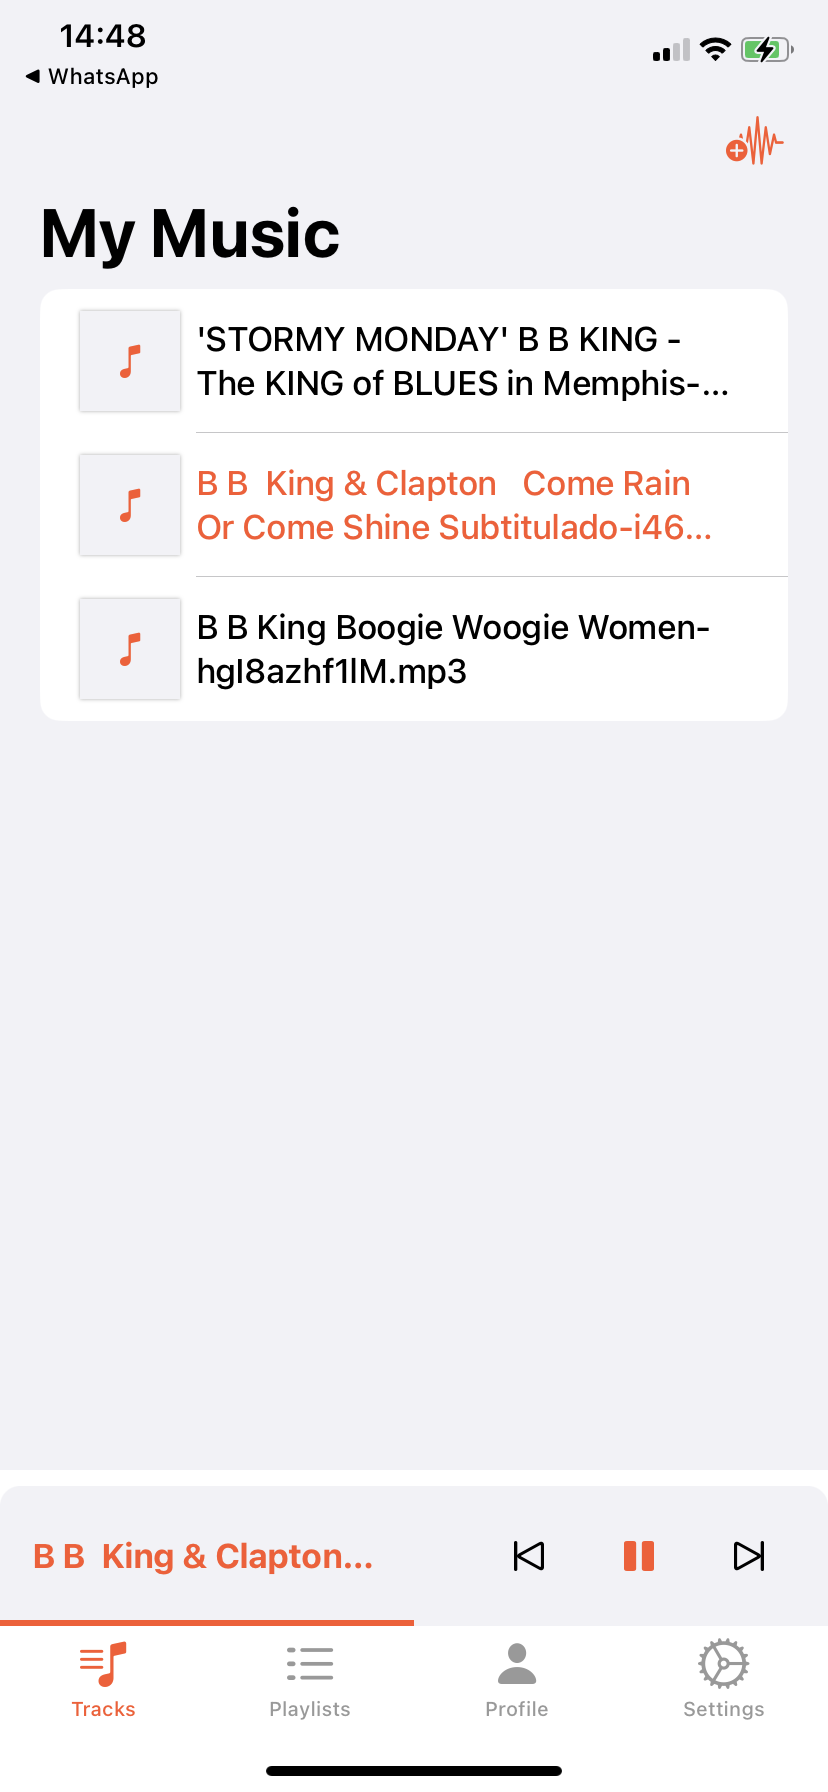 14:48
WhatsApp
My Music
'STORMY MONDAY' B B KING -
The KING of BLUES in Memphis-...
B B  King & Clapton   Come Rain
Or Come Shine Subtitulado-i46...
B B King Boogie Woogie Women-
hgI8azhf1lM.mp3
B B  King & Clapton...
Tracks
Playlists
Profile
Settings